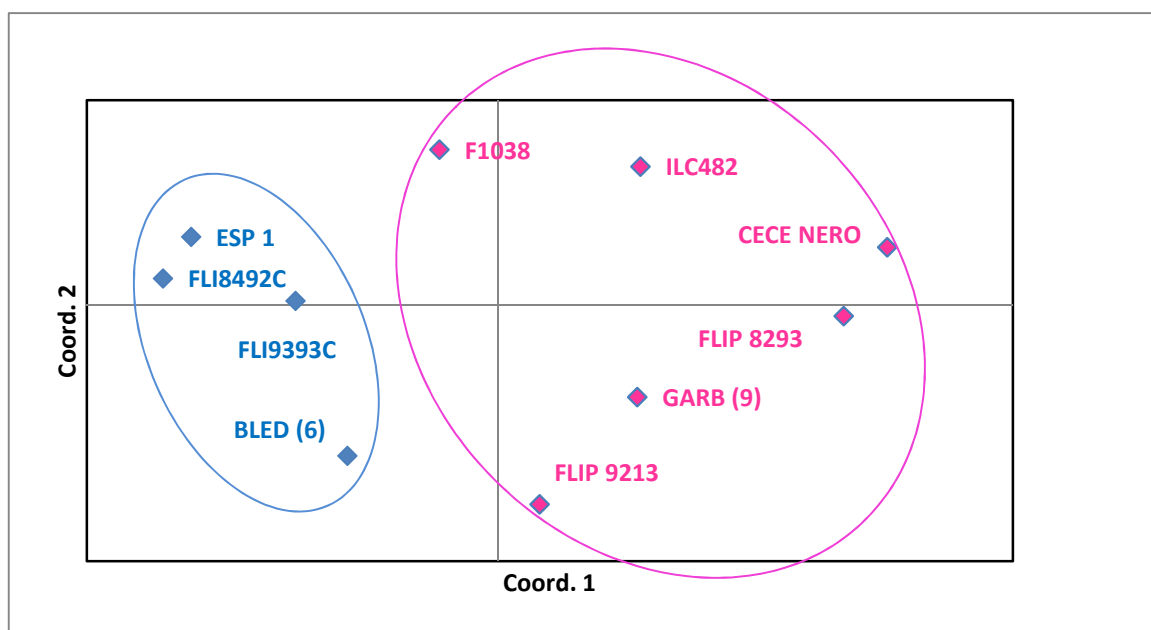 F1038
ILC482
ESP 1
CECE NERO
FLI8492C
Coord. 2
FLIP 8293
FLI9393C
GARB (9)
BLED (6)
FLIP 9213
Coord. 1